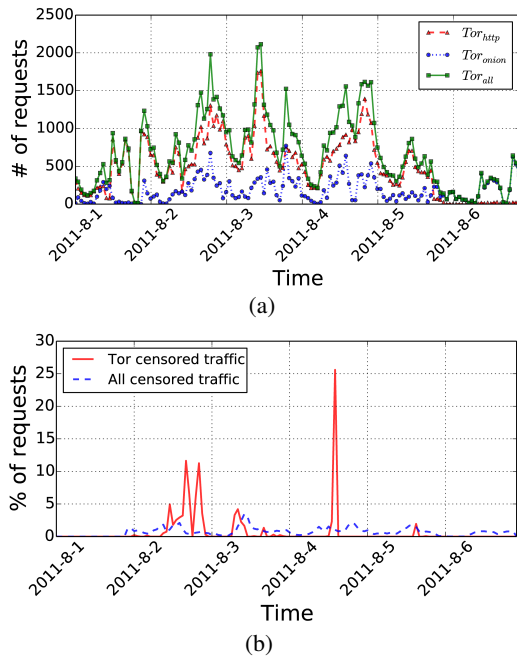 2500
2000
1500
1000
500
0
# of requests
Tor_http
Tor_onion
Tor_all
2011-8-1
2011-8-2
2011-8-3
2011-8-4
2011-8-5
2011-8-6
Time
(a)
30
25
20
15
10
5
0
% of requests
Tor censored traffic
All censored traffic
2011-8-1
2011-8-2
2011-8-3
2011-8-4
2011-8-5
2011-8-6
Time
(b)